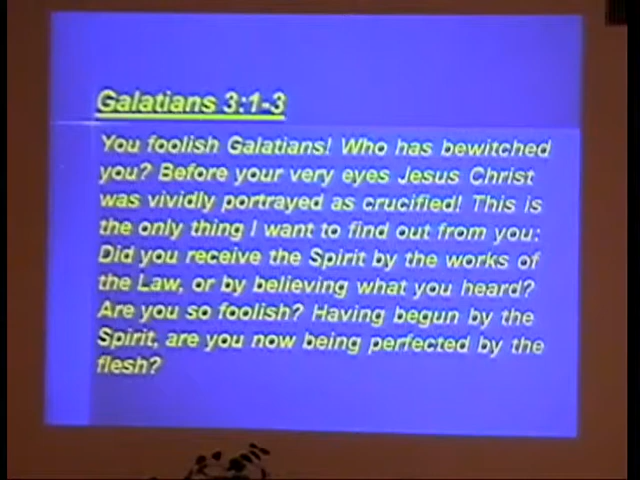 Galatians 3:1-3
You foolish Galatians! Who has bewitched
you? Before your very eyes Jesus Christ
was vividly portrayed as crucified! This is
the only thing I want to find out from you:
Did you receive the Spirit by the works of
the Law, or by believing what you heard?
Are you so foolish? Having begun by the
Spirit, are you now being perfected by the
flesh?